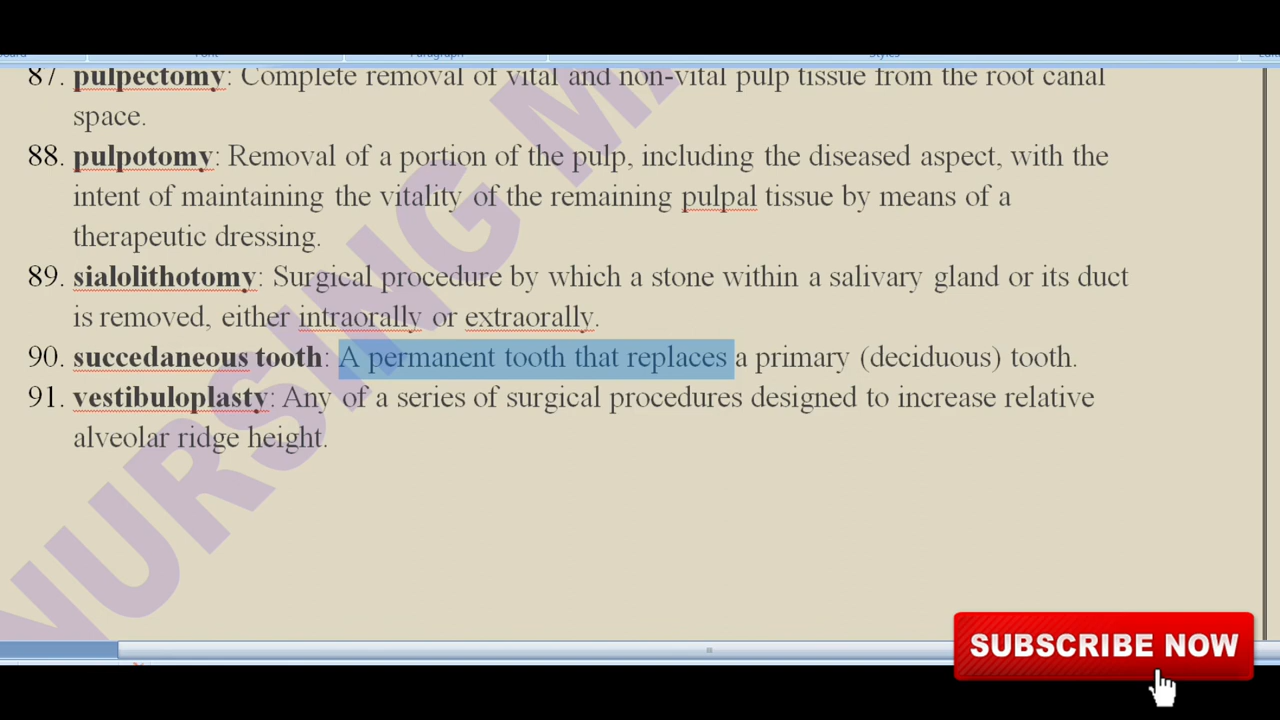 87. pulpectomy: Complete removal of vital and non-vital pulp tissue from the root canal
space.
88. pulpotomy: Removal of a portion of the pulp, including the diseased aspect, with the
intent of maintaining the vitality of the remaining pulpal tissue by means of a
therapeutic dressing.
89. sialolithotomy: Surgical procedure by which a stone within a salivary gland or its duct
is removed, either intraorally or extraorally.
90. succedaneous tooth: A permanent tooth that replaces a primary (deciduous) tooth.
91. vestibuloplasty: Any of a series of surgical procedures designed to increase relative
alveolar ridge height.
NURSING
SUBSCRIBE NOW